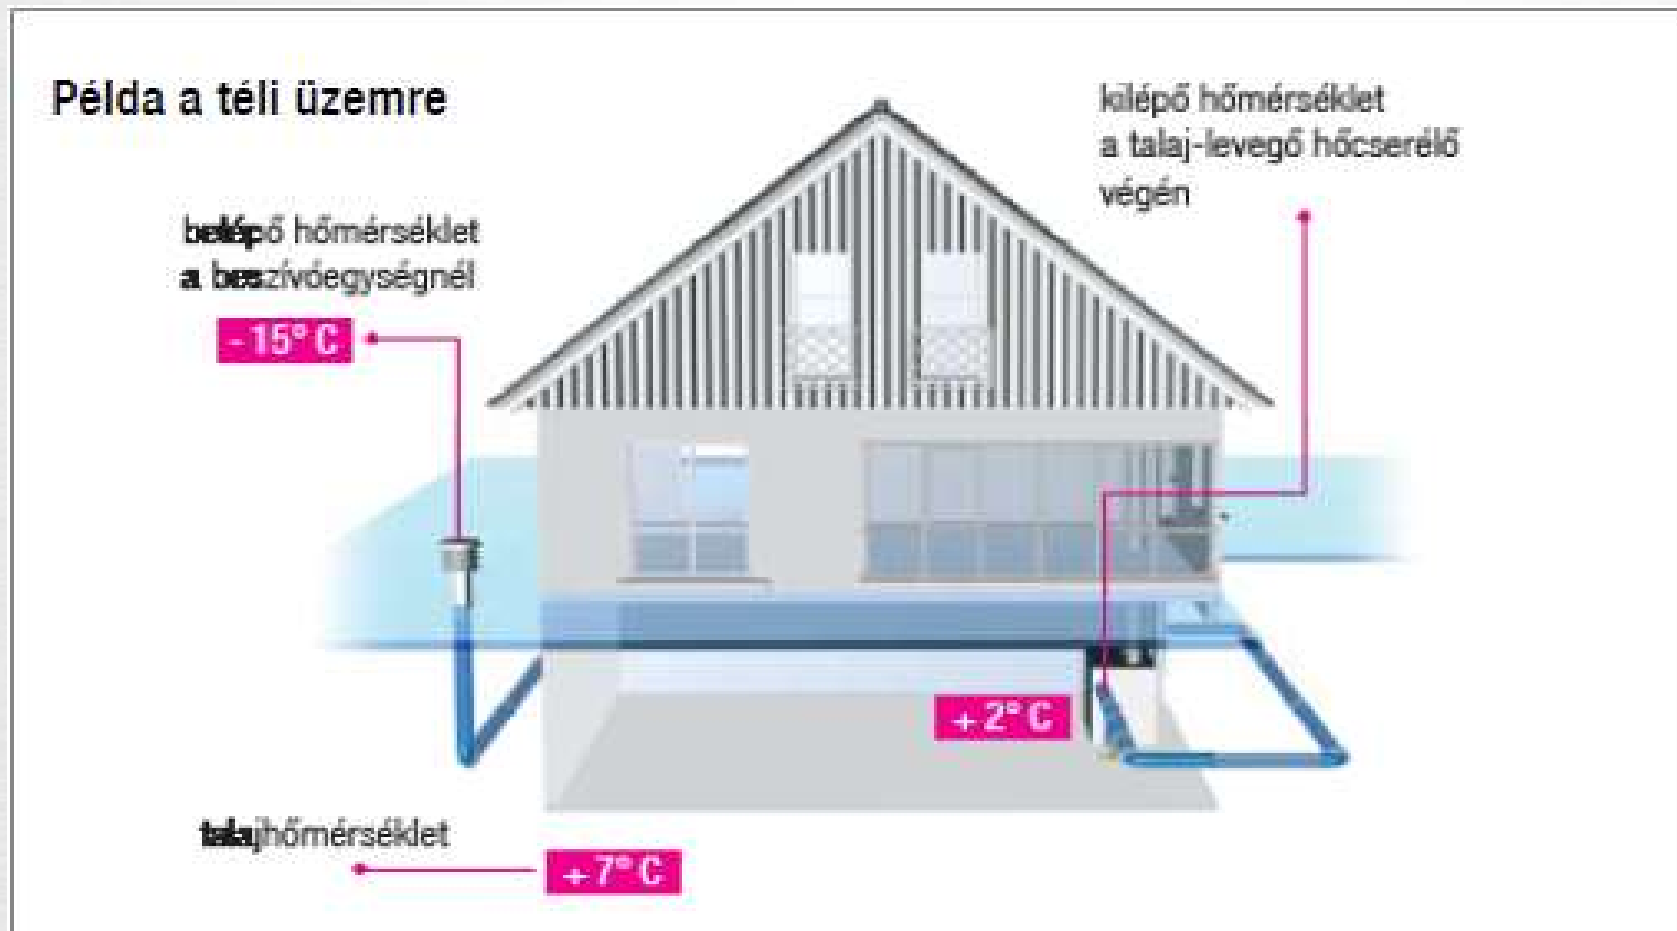 Példa a téli üzemre
kilépő hőmérséklet
a talaj-levegő hőcserélő
végén
belépő hőmérséklet
a beszívóegységnél
- 15° C
+ 2° C
talajhőmérséklet
+ 7° C